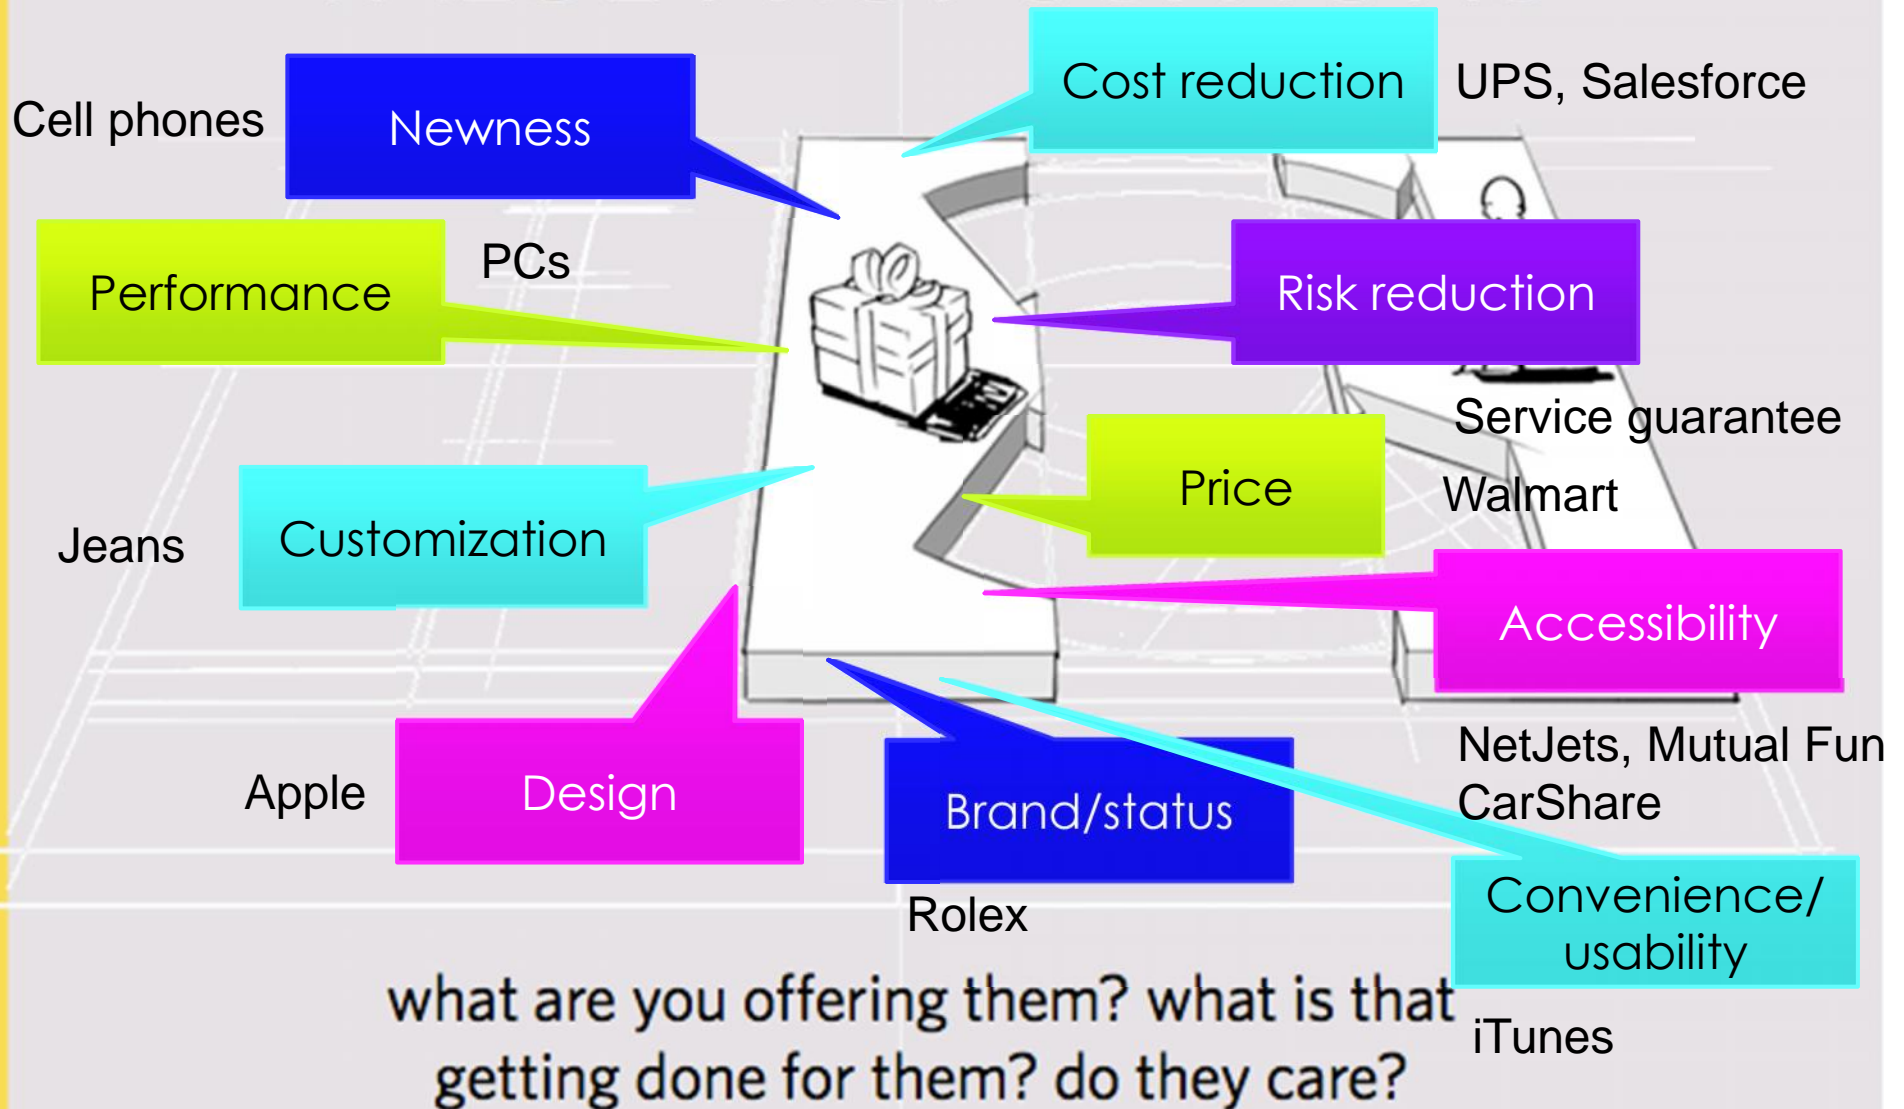 Cell phones
Newness
Cost reduction
UPS, Salesforce
Performance
PCs
Risk reduction
Service guarantee
Price
Walmart
Jeans
Customization
Accessibility
NetJets, Mutual Fun
CarShare
Apple
Design
Brand/status
Rolex
Convenience/
usability
iTunes
what are you offering them? what is that
getting done for them? do they care?